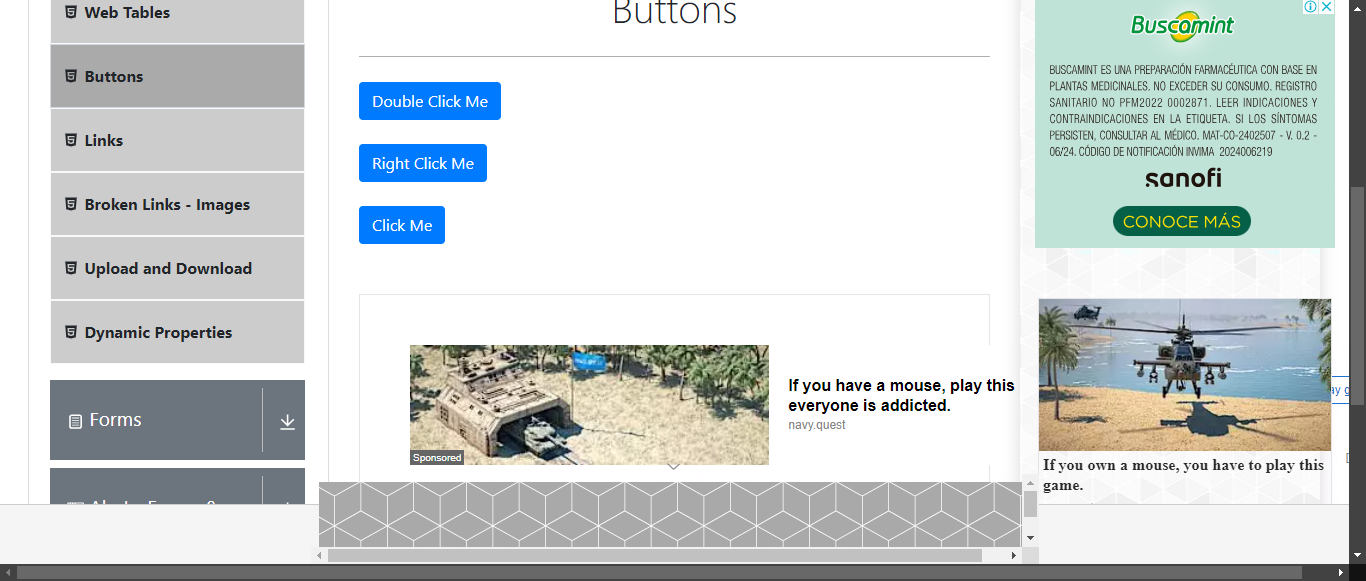 Web Tables
Buttons
Links
Broken Links - Images
Upload and Download
Dynamic Properties
Forms
Buttons
Double Click Me
Right Click Me
Click Me
If you have a mouse, play this
everyone is addicted.
navy.quest
Sponsored
Buscamint
BUSCAMINT ES UNA PREPARACIÓN FARMACÉUTICA CON BASE EN
PLANTAS MEDICINALES. NO EXCEDER SU CONSUMO. REGISTRO
SANITARIO NO PFM2022 0002871. LEER INDICACIONES Y
CONTRAINDICACIONES EN LA ETIQUETA. SI LOS SÍNTOMAS
PERSISTEN, CONSULTAR AL MÉDICO. MAT-CO-2402507 - V. 0.2 -
06/24. CÓDIGO DE NOTIFICACIÓN INVIMA 2024006219
sanofi
CONOCE MÁS
ay g
If you own a mouse, you have to play this
game.